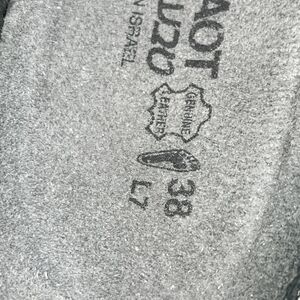 AOT
N ISRAEL
GENUINE
LEATHER
38
L7